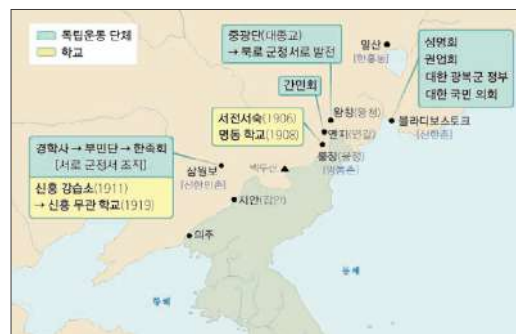 독립운동 단체
학교
중광단(대종교)
→ 북로 군정서로 발전
밀산
[한흥동]
성명회
권업회
대한 광복군 정부
대한 국민 의회
간민회
왕칭(왕청)
블라디보스토크
[신한촌]
서전서숙(1906)
명동 학교(1908)
옌지(연길)
룽징(용정)
[명동촌]
경학사 → 부민단 → 한족회
[서로 군정서 조직]
신흥 강습소(1911)
→ 신흥 무관 학교(1919)
삼원보
[신한민촌]
백두산
지안(집안)
의주
동해
황해